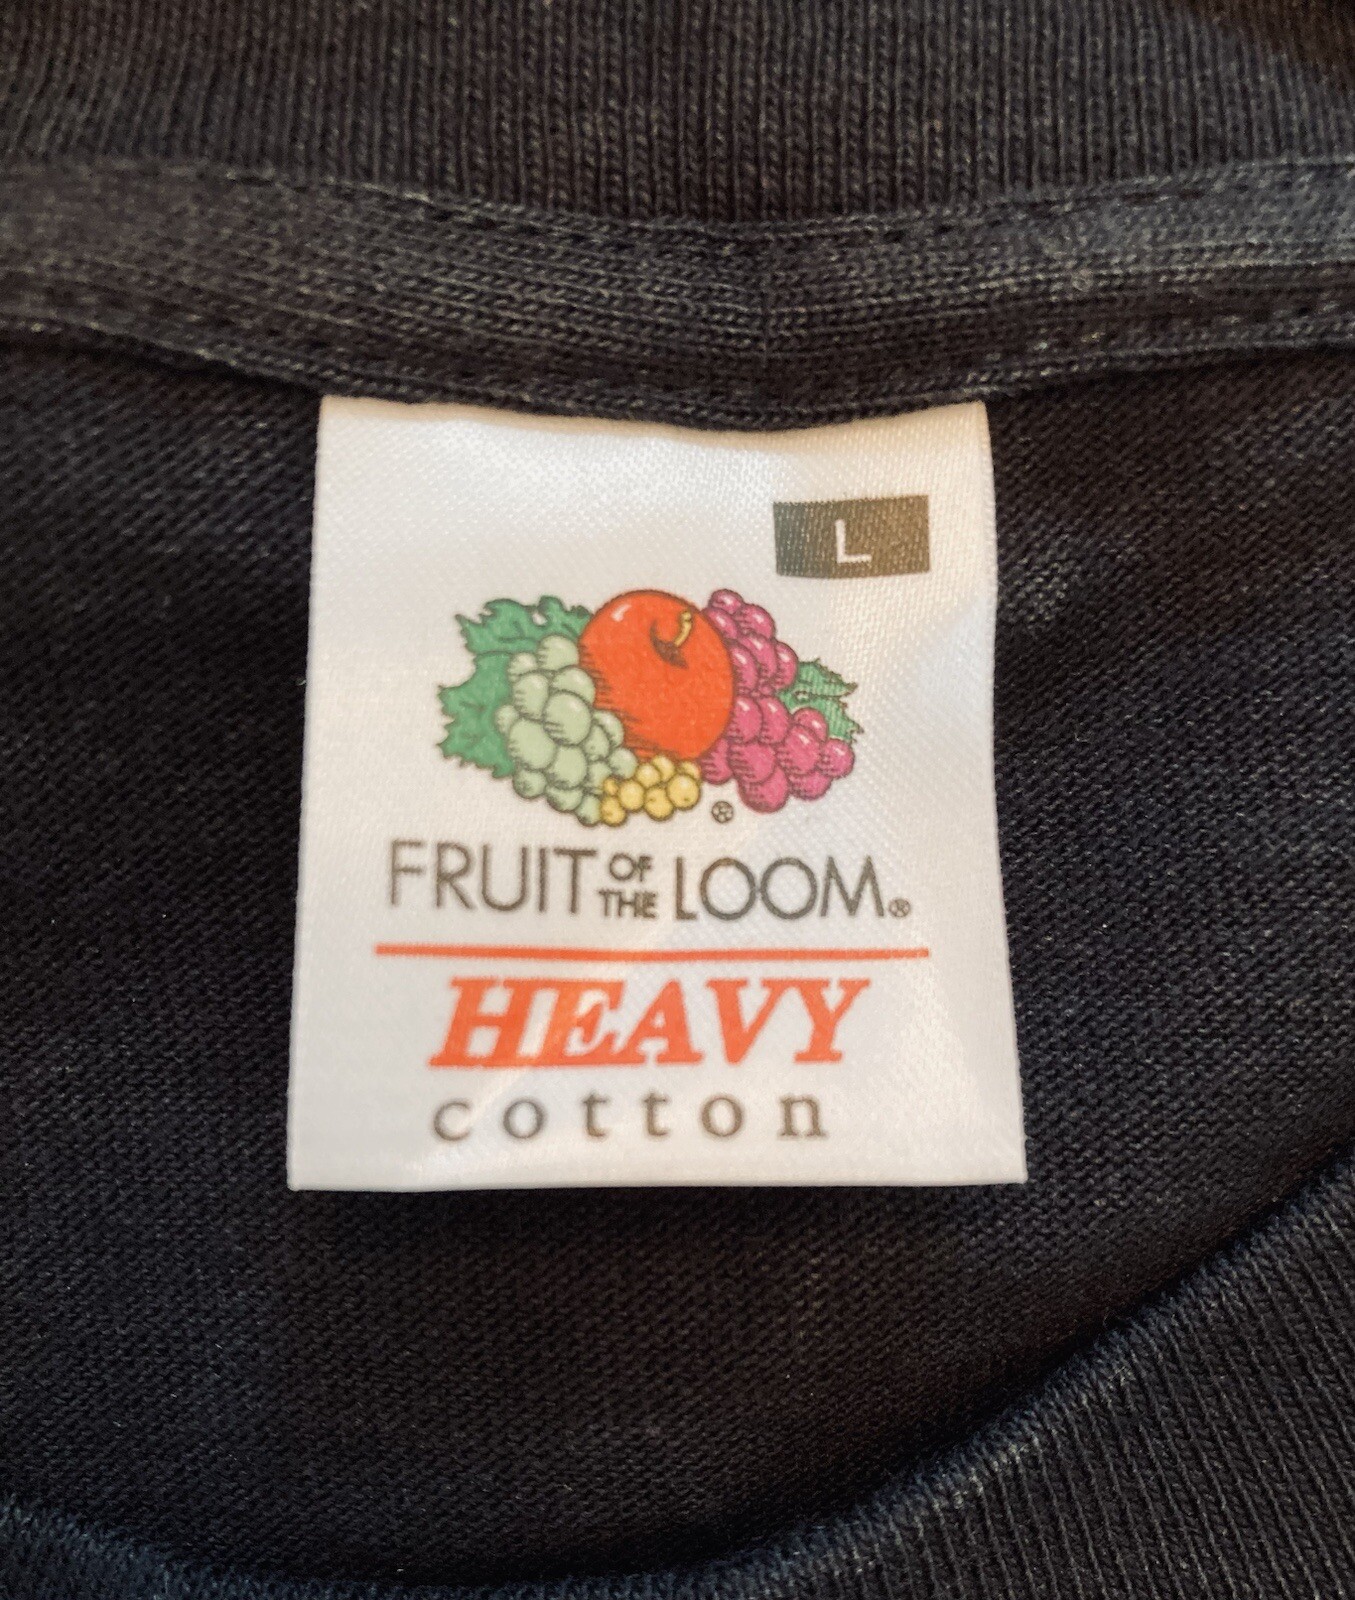 L
®
FRUIT OF THE LOOM®
HEAVY
cotton